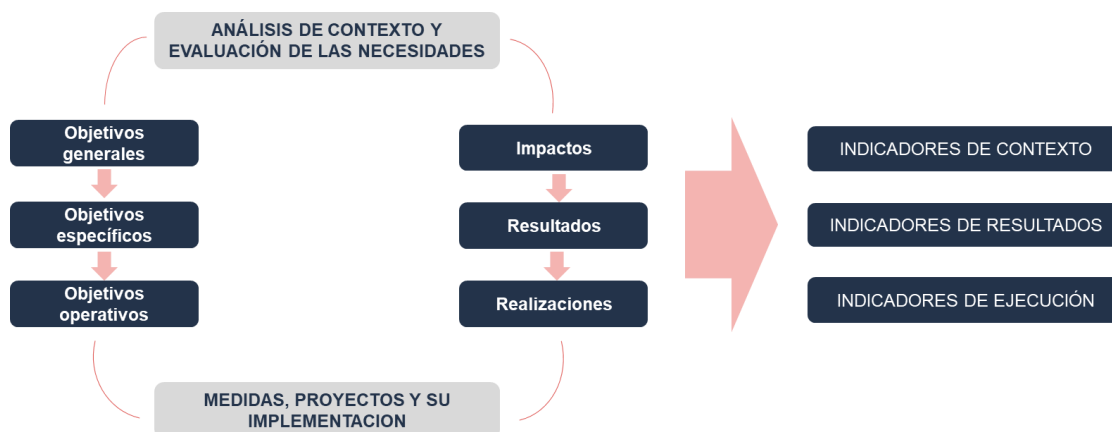 ANÁLISIS DE CONTEXTO Y
EVALUACIÓN DE LAS NECESIDADES
Objetivos
generales
Impactos
INDICADORES DE CONTEXTO
Objetivos
específicos
Resultados
INDICADORES DE RESULTADOS
Objetivos
operativos
Realizaciones
INDICADORES DE EJECUCIÓN
MEDIDAS, PROYECTOS Y SU
IMPLEMENTACION